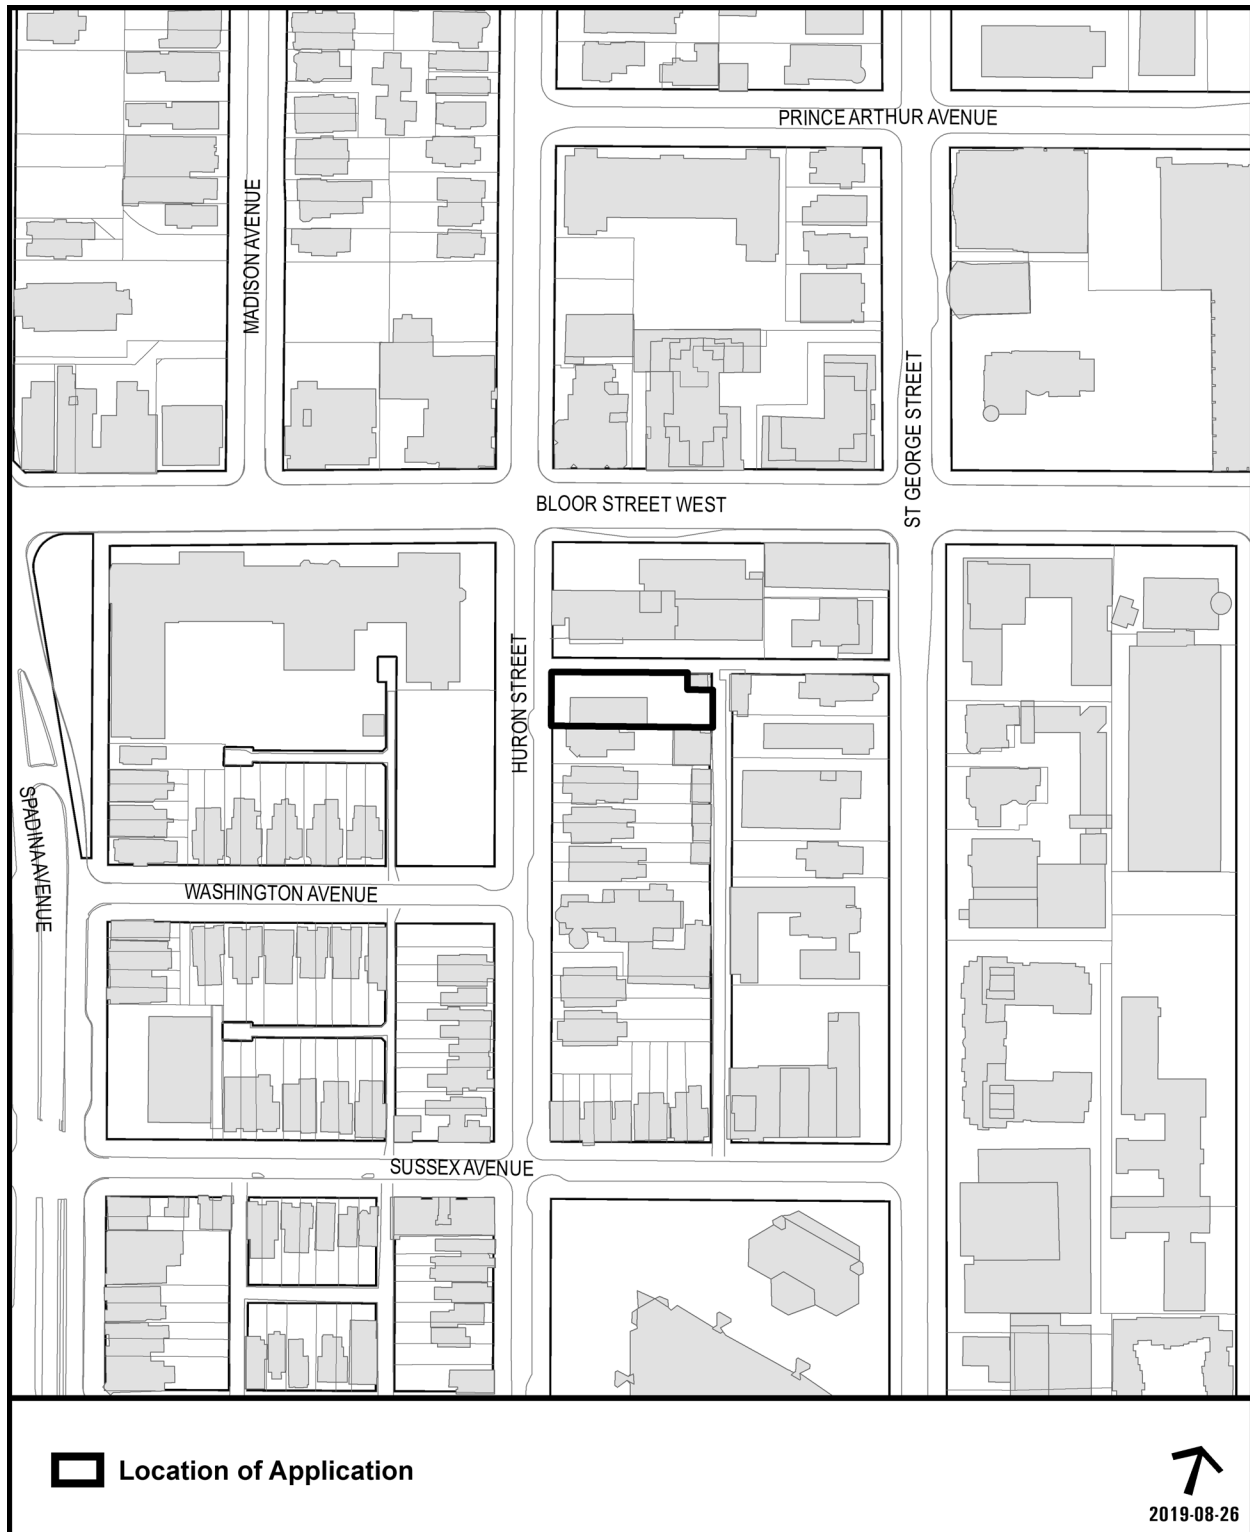 PRINCE ARTHUR AVENUE
MADISON AVENUE
ST GEORGE STREET
BLOOR STREET WEST
HURON STREET
SPADINA AVENUE
WASHINGTON AVENUE
SUSSEX AVENUE
Location of Application
2019-08-26